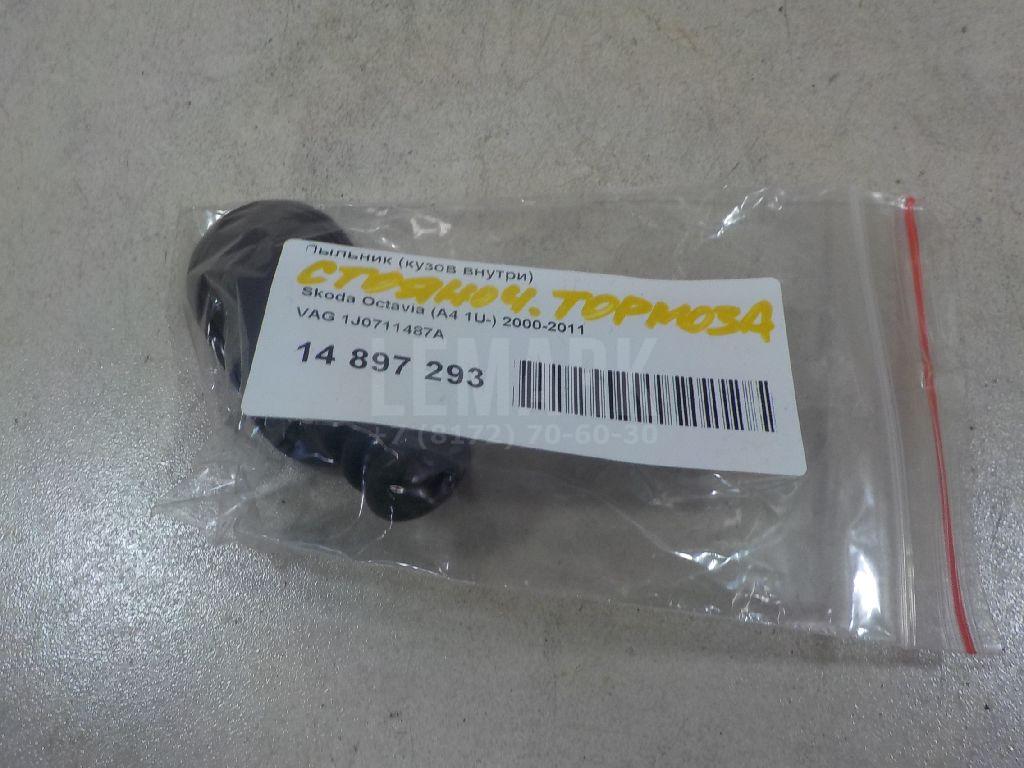 Пыльник (кузов внутри)
СТОЯНОЧ. ТОРМОЗА
Skoda Octavia (A4 1U-) 2000-2011
VAG 1J0711487A
14 897 293
LEMARK
+7 (8172) 70-60-30